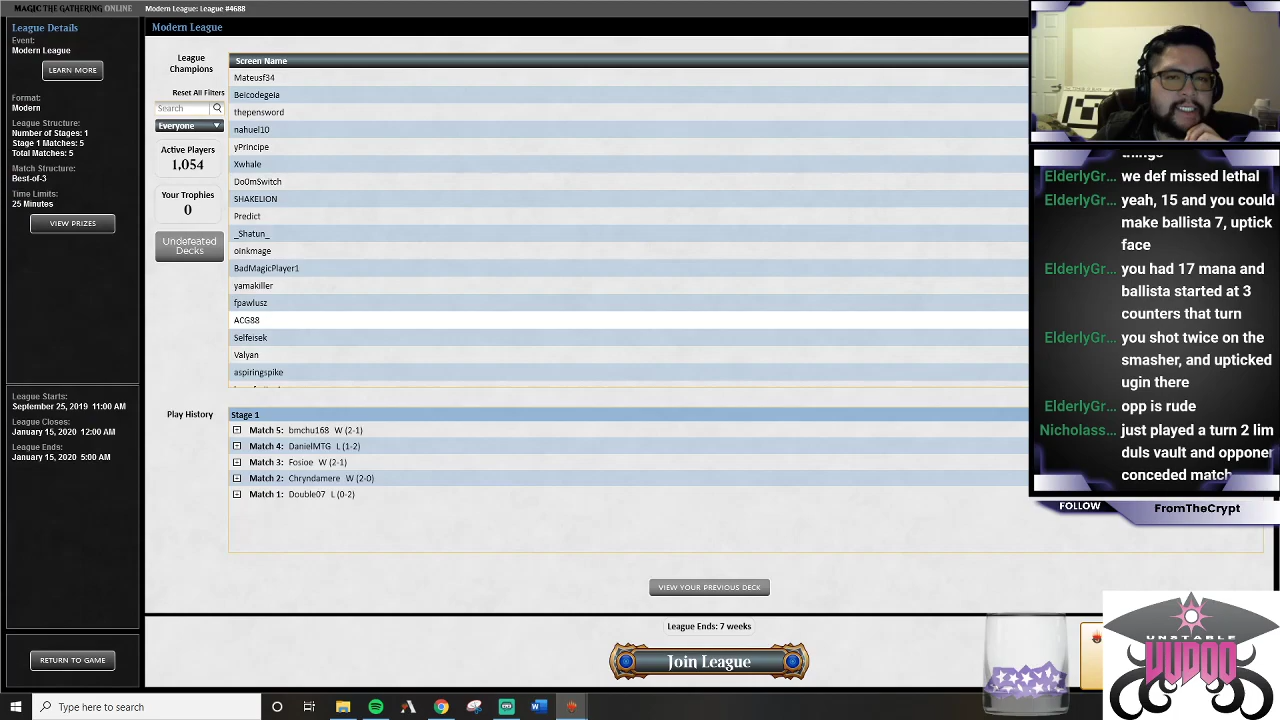 MAGIC THE GATHERING ONLINE
Modern League: League #4688
League Details
Event:
Modern League
LEARN MORE
Format:
Modern
League Structure:
Number of Stages: 1
Stage 1 Matches: 5
Total Matches: 5
Match Structure:
Best-of-3
Time Limits:
25 Minutes
VIEW PRIZES
League Starts:
September 25, 2019 11:00 AM
League Closes:
January 15, 2020 12:00 AM
League Ends:
January 15, 2020 5:00 AM
RETURN TO GAME
Modern League
League
Champions
Reset All Filters
Search
Everyone
Active Players
1,054
Your Trophies
0
Undefeated
Decks
Screen Name
Mateusf34
Beicodegeia
thepensword
nahuel10
yPrincipe
Xwhale
Do0mSwitch
SHAKELION
Predict
_Shatun_
oInkmage
BadMagicPlayer1
yamakiller
fpawlusz
ACG88
Selfeisek
Valyan
aspiringspike
Play History
Stage 1
Match 5: bmchu168 W (2-1)
Match 4: DanielMTG L (1-2)
Match 3: Fosioe W (2-1)
Match 2: Chryndamere W (2-0)
Match 1: Double07 L (0-2)
VIEW YOUR PREVIOUS DECK
League Ends: 7 weeks
Join League
things
ElderlyGr... we def missed lethal
ElderlyGr... yeah, 15 and you could
make ballista 7, uptick
face
ElderlyGr... you had 17 mana and
ballista started at 3
counters that turn
ElderlyGr... you shot twice on the
smasher, and upticked
ugin there
ElderlyGr... opp is rude
Nicholass... just played a turn 2 lim
duls vault and opponen
conceded match
FOLLOW
FromTheCrypt
UNSTABLE
VUDOO
Type here to search